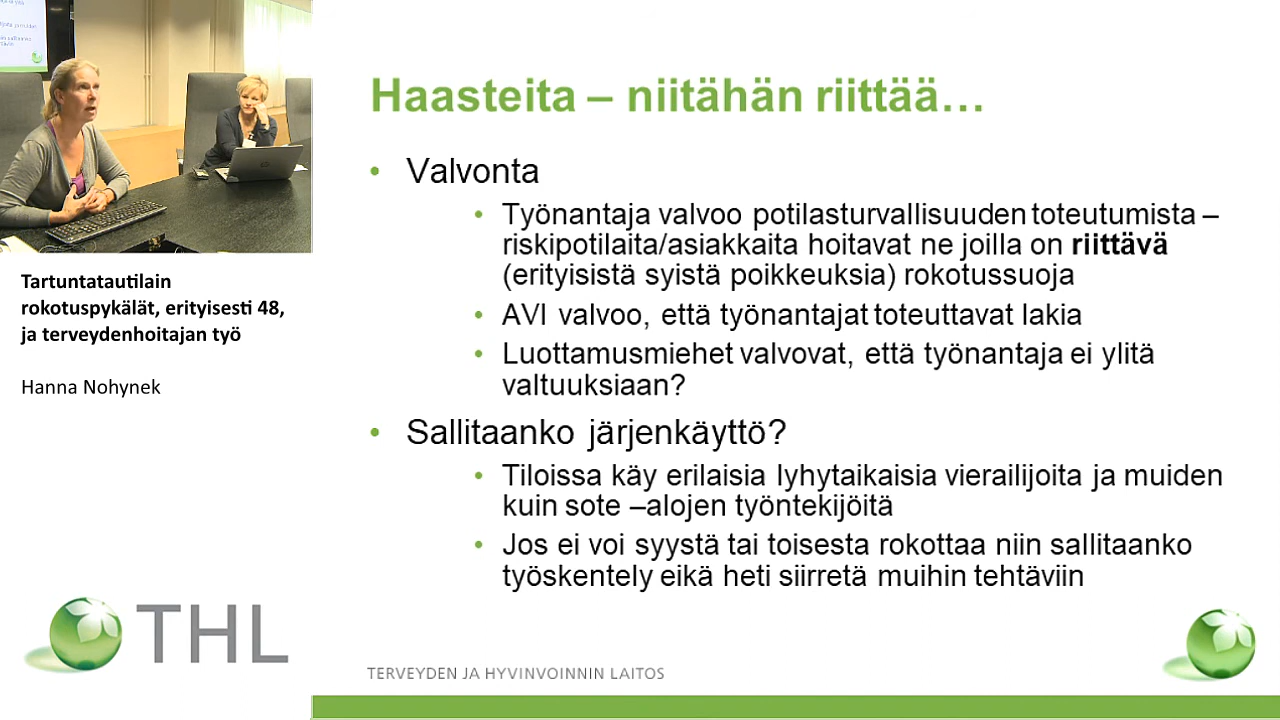 Tartuntatautilain
rokotuspykälät, erityisesti 48,
ja terveydenhoitajan työ
Hanna Nohynek
THL
Haasteita – niitähän riittää…
• Valvonta
• Työnantaja valvoo potilasturvallisuuden toteutumista –
riskipotilaita/asiakkaita hoitavat ne joilla on riittävä
(erityisistä syistä poikkeuksia) rokotussuoja
• AVI valvoo, että työnantajat toteuttavat lakia
• Luottamusmiehet valvovat, että työnantaja ei ylitä
valtuuksiaan?
• Sallitaanko järjenkäyttö?
• Tiloissa käy erilaisia lyhytaikaisia vierailijoita ja muiden
kuin sote –alojen työntekijöitä
• Jos ei voi syystä tai toisesta rokottaa niin sallitaanko
työskentely eikä heti siirretä muihin tehtäviin
TERVEYDEN JA HYVINVOINNIN LAITOS